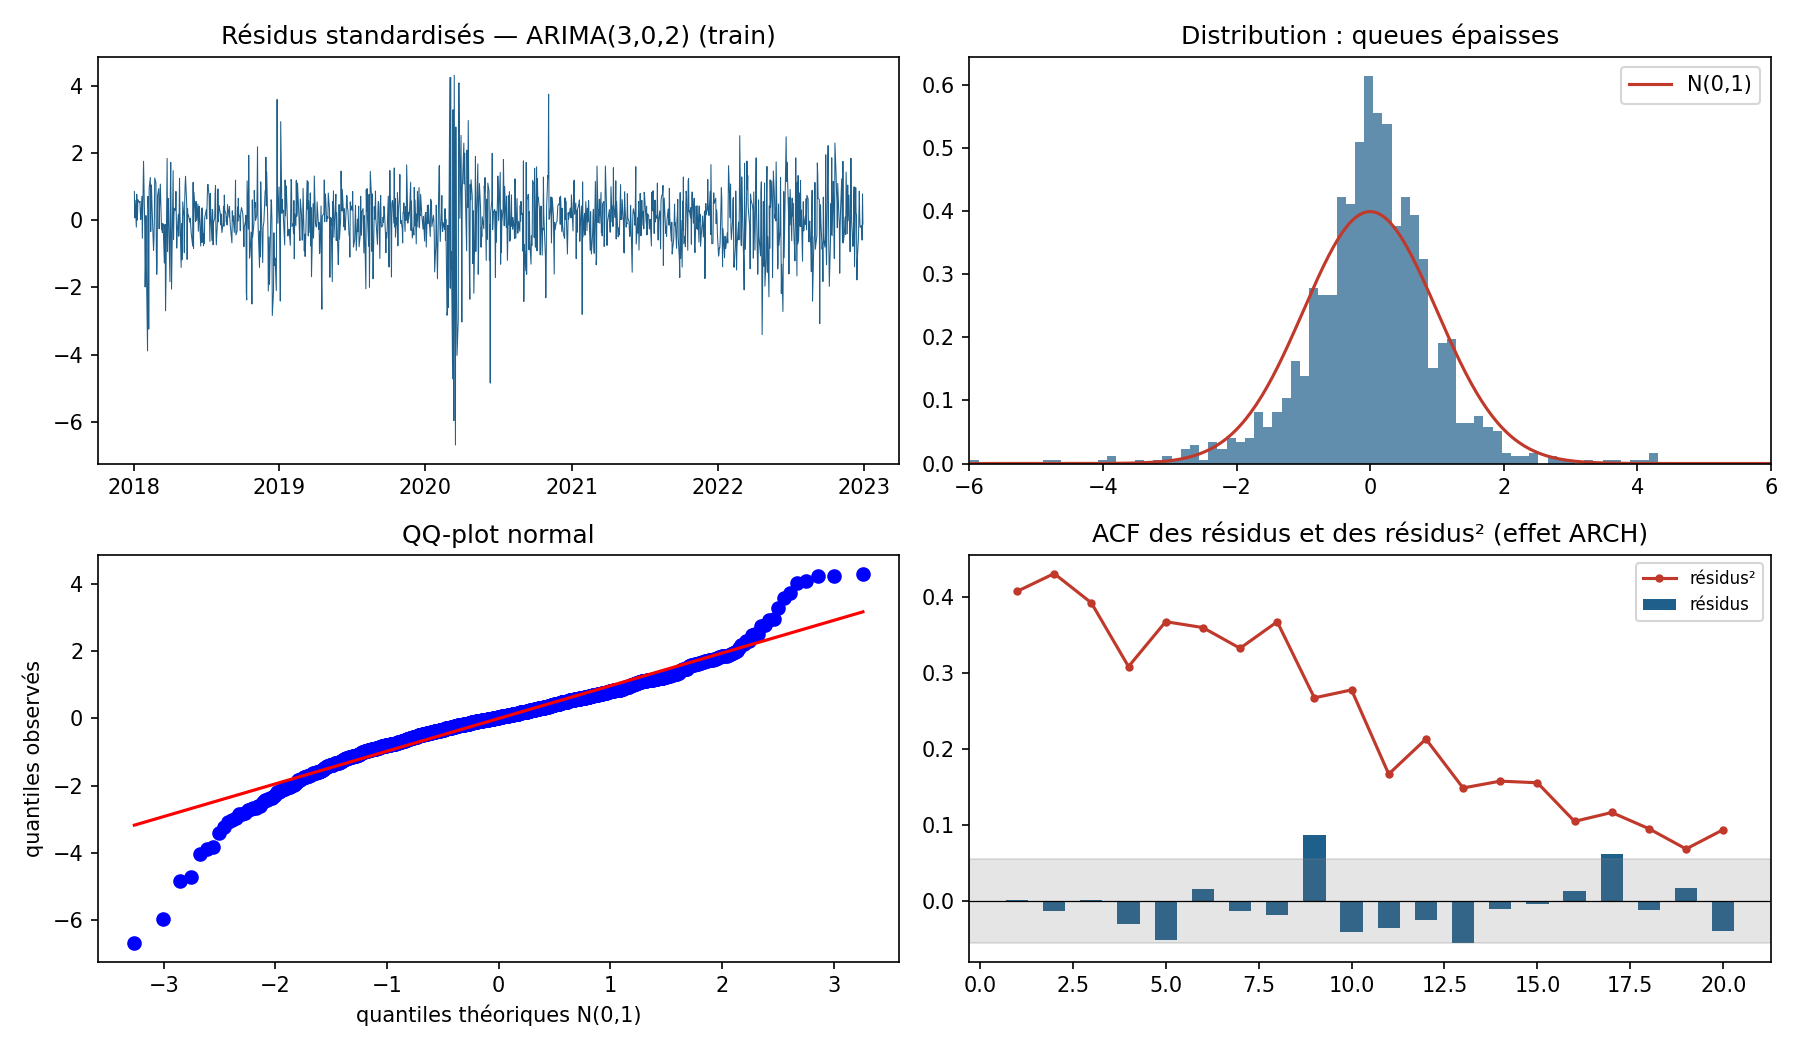 Résidus standardisés — ARIMA(3,0,2) (train)
4
2
0
−2
−4
−6
2018 2019 2020 2021 2022 2023
Distribution : queues épaisses
N(0,1)
0.6
0.5
0.4
0.3
0.2
0.1
0.0
−6 −4 −2 0 2 4 6
QQ-plot normal
quantiles observés
4
2
0
−2
−4
−6
−3 −2 −1 0 1 2 3
quantiles théoriques N(0,1)
ACF des résidus et des résidus² (effet ARCH)
résidus²
résidus
0.4
0.3
0.2
0.1
0.0
0.0 2.5 5.0 7.5 10.0 12.5 15.0 17.5 20.0